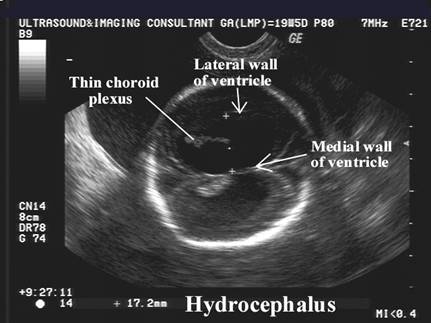 ULTRASOUND&IMAGING CONSULTANT GA(LMP)=19W5D P80 7MHz E721
B9
GE
Lateral wall
of ventricle
Thin choroid
plexus
Medial wall
of ventricle
CN14
8cm
DR78
G 74
+9:27:11
14 + 17.2mm
Hydrocephalus
MI<0.4